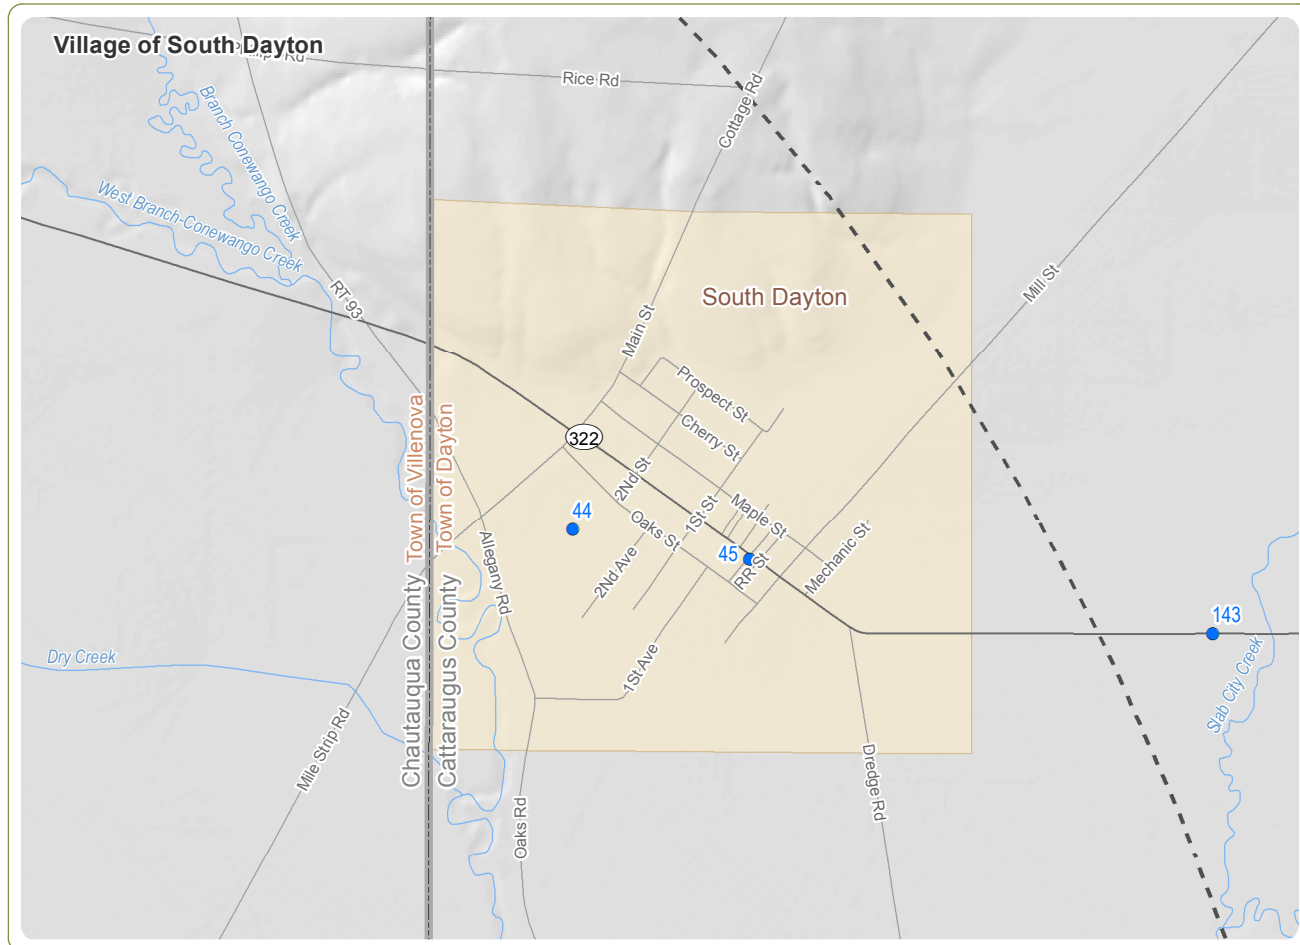 Village of South Dayton
Rd
Rice Rd
Cottage Rd
Branch Conewango Creek
West Branch-Conewango Creek
RT 93
South Dayton
Mill St
Main St
Prospect St
Cherry St
322
2Nd St
1St St
Maple St
Oaks St
44
45
RR St
Mechanic St
2Nd Ave
1St Ave
Allegany Rd
Town of Villenova
Town of Dayton
Chautauqua County
Cattaraugus County
143
Slab City Creek
Dry Creek
Mile Strip Rd
Oaks Rd
Dredge Rd